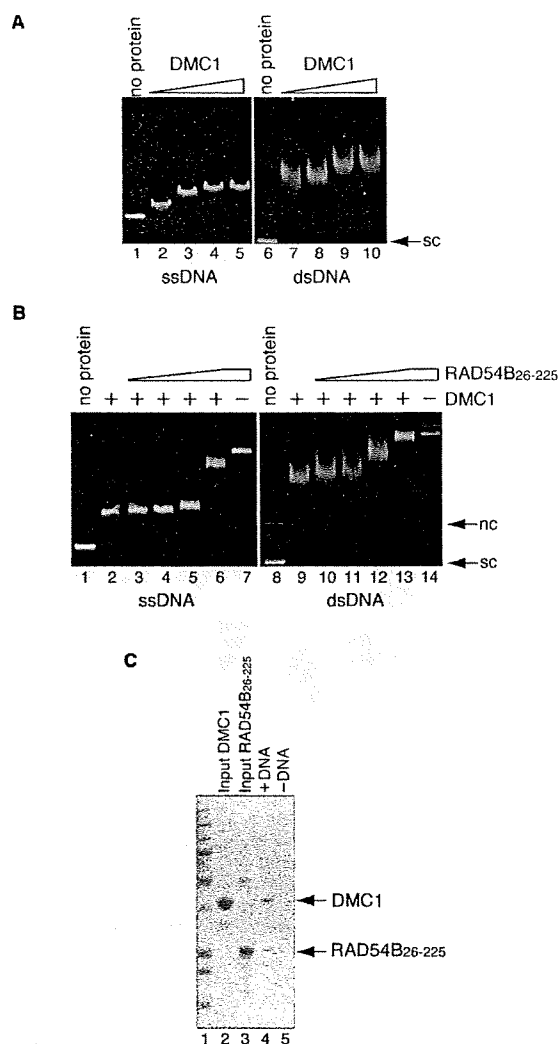 A
no protein
DMC1
no protein
sc
1 2 3 4 5 6 7 8 9 10
ssDNA dsDNA
B
no protein
no protein
RAD54B26-225
+ + + + + − + + + + + − DMC1
nc
sc
1 2 3 4 5 6 7 8 9 10 11 12 13 14
ssDNA dsDNA
C
Input DMC1
Input RAD54B26-225
+DNA
−DNA
DMC1
RAD54B26-225
1 2 3 4 5